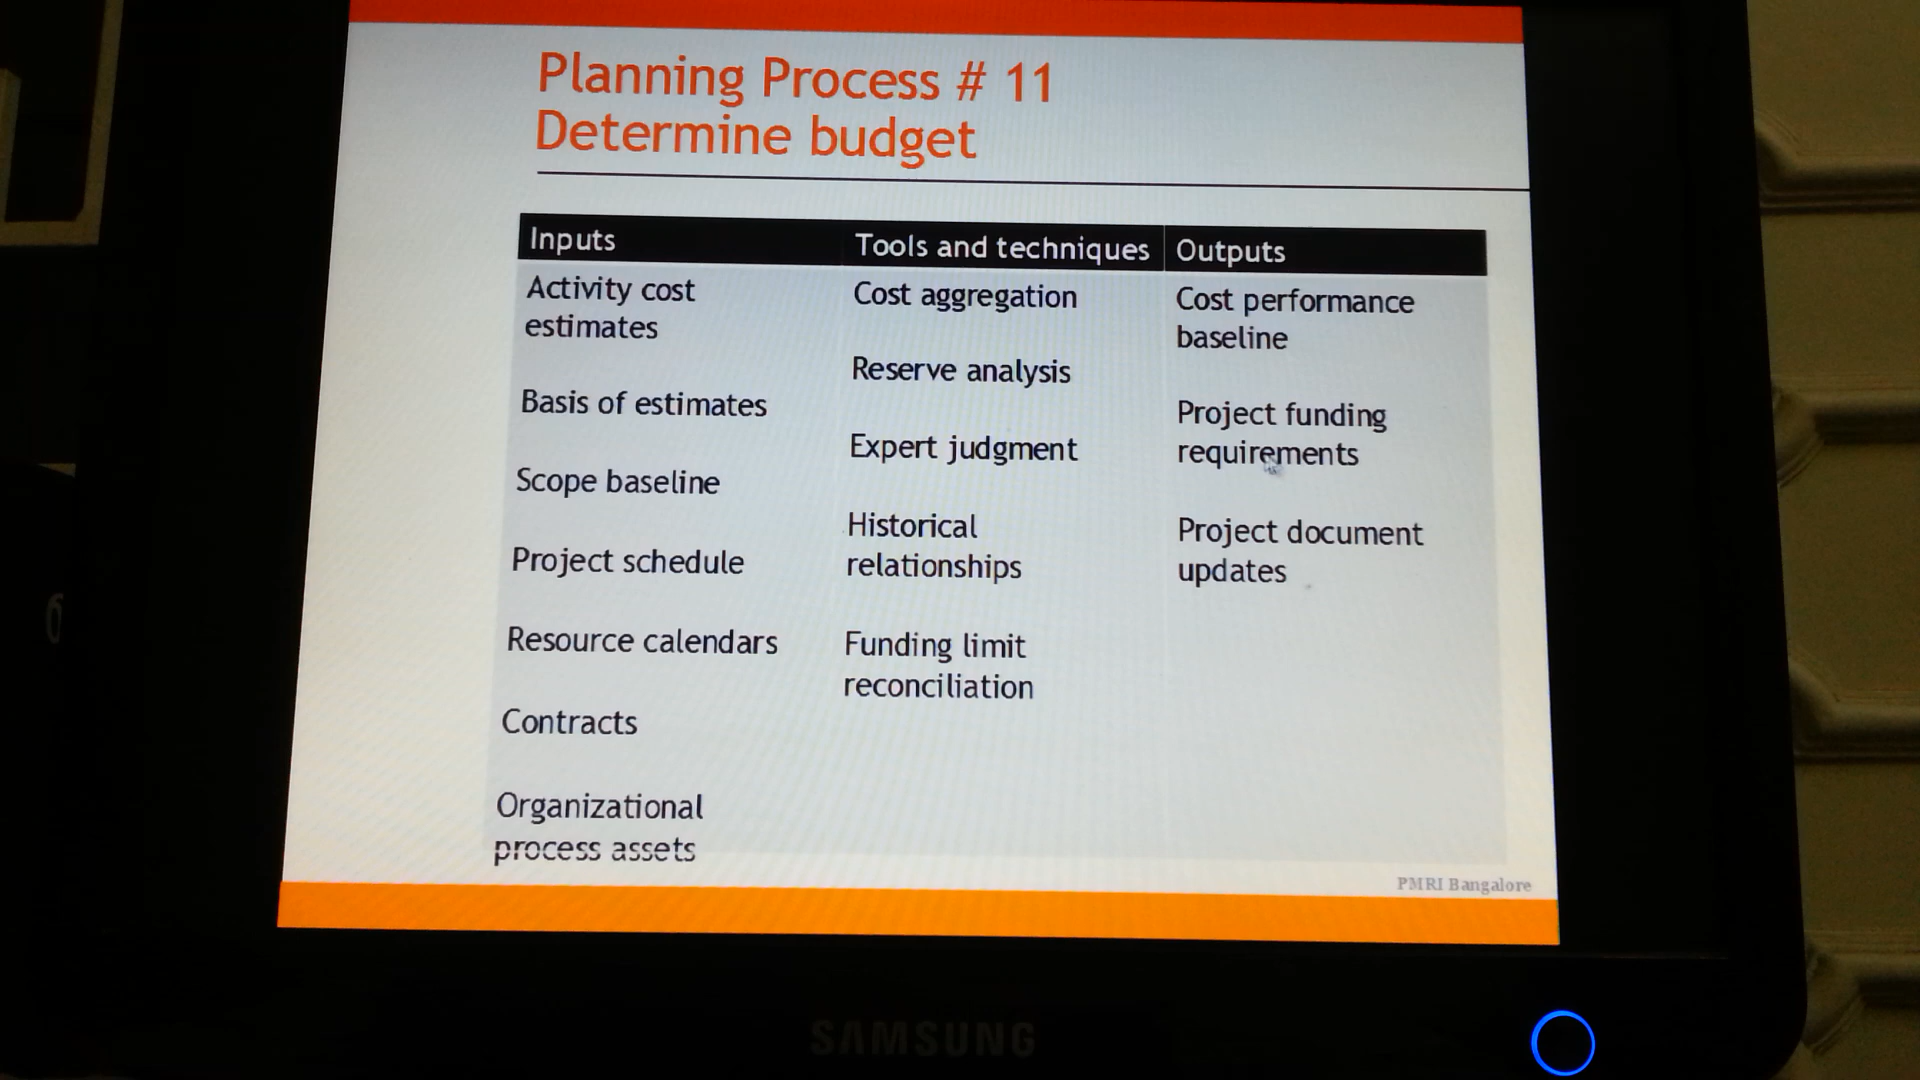 Planning Process # 11
Determine budget
Inputs
Tools and techniques
Outputs
Activity cost
estimates
Basis of estimates
Scope baseline
Project schedule
Resource calendars
Contracts
Organizational
process assets
Cost aggregation
Reserve analysis
Expert judgment
Historical
relationships
Funding limit
reconciliation
Cost performance
baseline
Project funding
requirements
Project document
updates
PMRI Bangalore
SAMSUNG
6